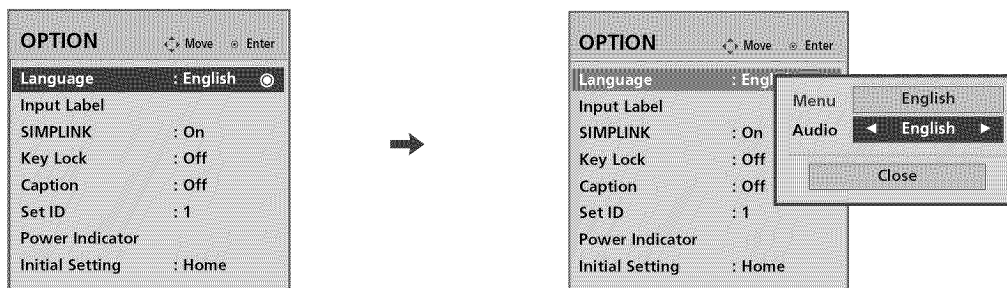 OPTION Move Enter
Language : English
Input Label
SIMPLINK : On
Key Lock : Off
Caption : Off
Set ID : 1
Power Indicator
Initial Setting : Home
OPTION Move Enter
Language : Engl
Input Label
SIMPLINK : On
Key Lock : Off
Caption : Off
Set ID : 1
Power Indicator
Initial Setting : Home
Menu English
Audio ◄ English ►
Close